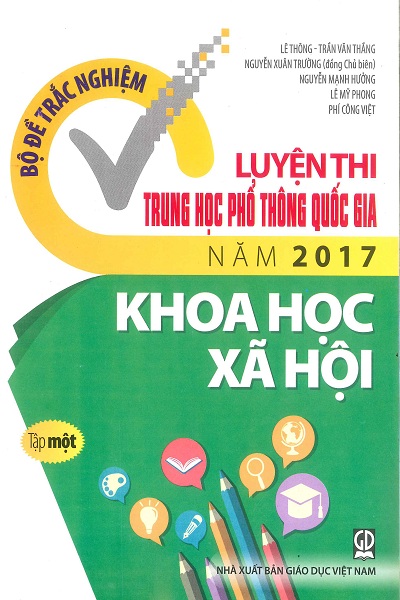 LÊ THÔNG - TRẦN VĂN THẮNG
NGUYỄN XUÂN TRƯỜNG (đồng Chủ biên)
NGUYỄN MẠNH HƯỞNG
LÊ MỸ PHONG
PHÍ CÔNG VIỆT
BỘ ĐỀ TRẮC NGHIỆM
LUYỆN THI
TRUNG HỌC PHỔ THÔNG QUỐC GIA
NĂM 2017
KHOA HỌC
XÃ HỘI
Tập một
GD
NHÀ XUẤT BẢN GIÁO DỤC VIỆT NAM